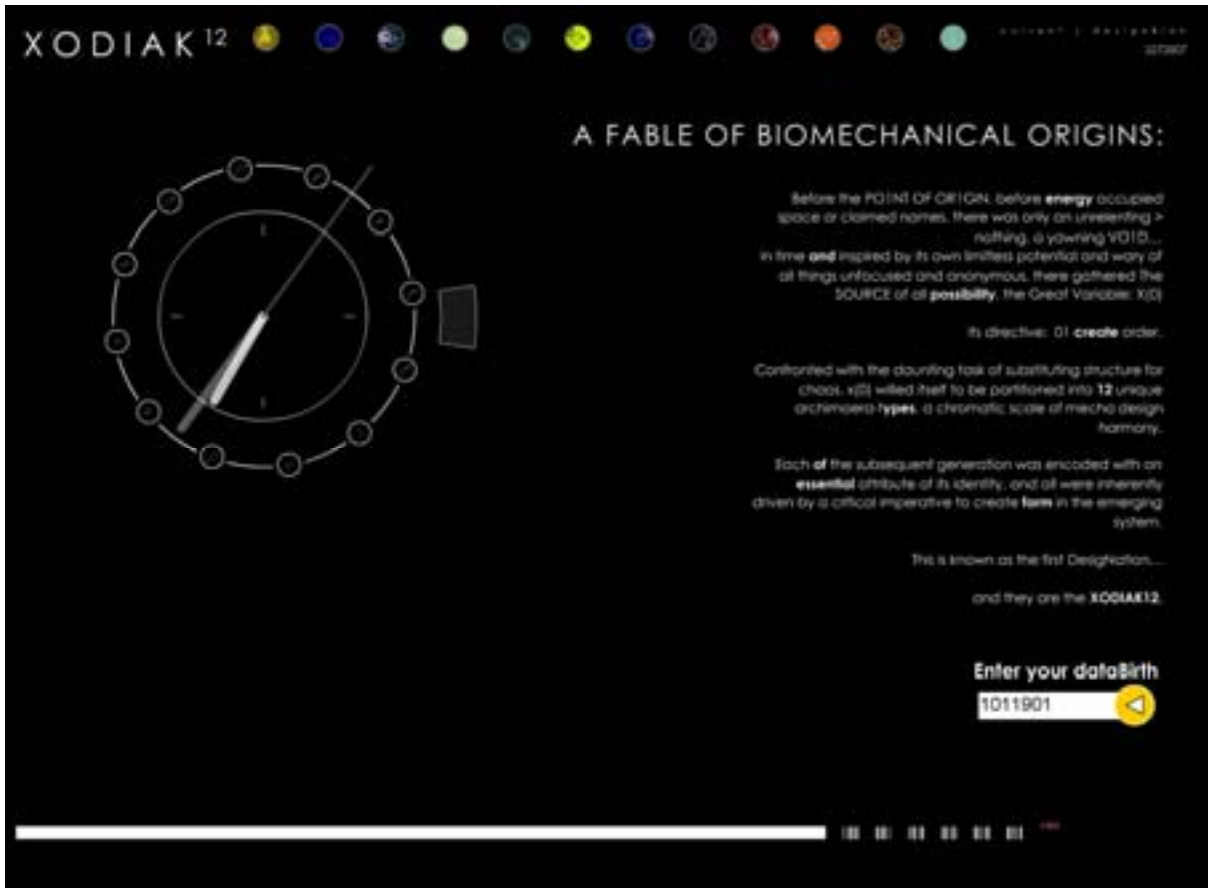 XODIAK12
A FABLE OF BIOMECHANICAL ORIGINS:
Before the PO1NT OF OR1GIN, before energy occupied
space or claimed names, there was only an unrelenting >
nothing, a yawning VO1D...
In time and inspired by its own limitless potential and wary of
all things unfocused and anonymous, there gathered The
SOURCE of all possibility, the Great Variable: X(0)
Its directive: 01 create order.
Confronted with the daunting task of substituting structure for
chaos, x(0) willed itself to be partitioned into 12 unique
archimaera-types, a chromatic scale of mecha design
harmony.
Each of the subsequent generation was encoded with an
essential attribute of its identity, and all were inherently
driven by a critical imperative to create form in the emerging
system.
This is known as the first DesigNation....
and they are the XODIAK12.
Enter your dataBirth
1011901